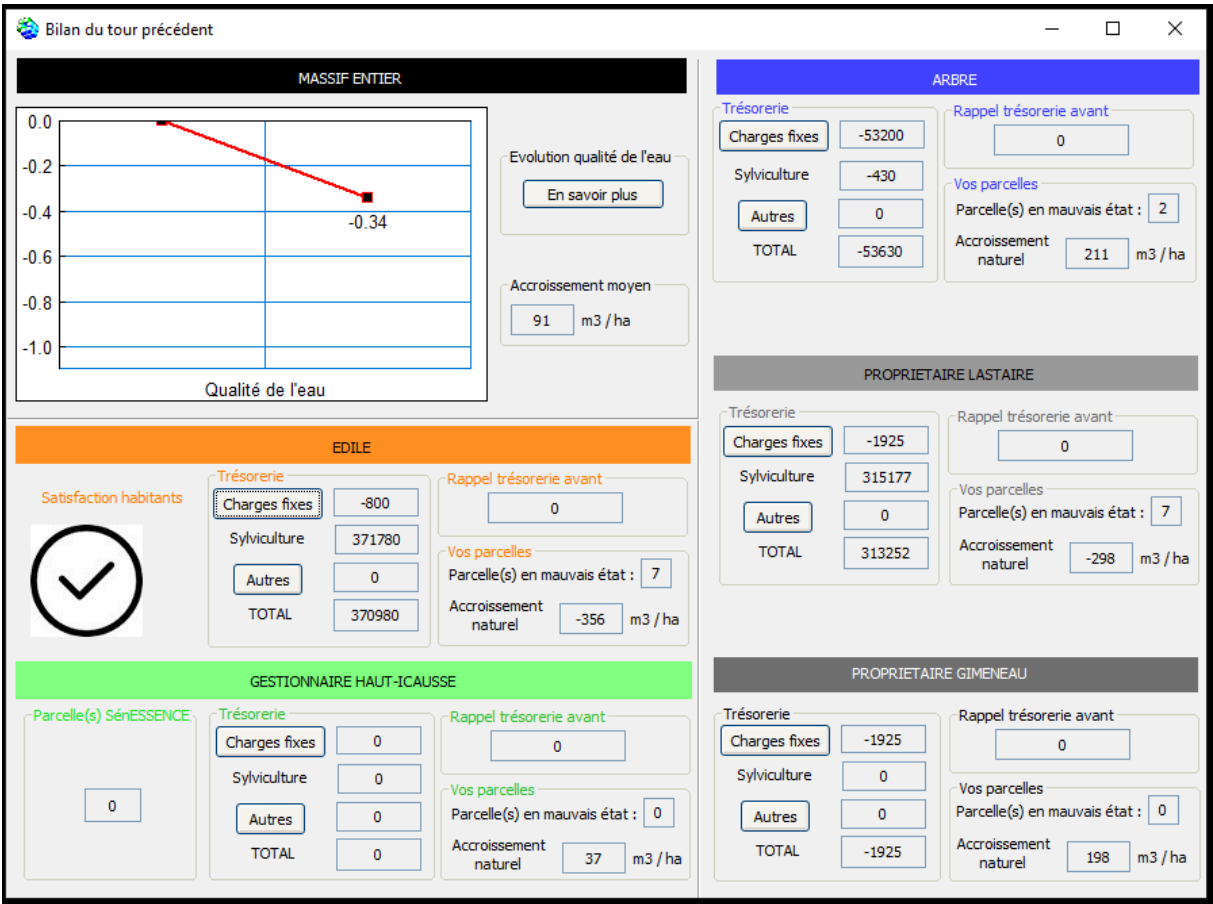 Bilan du tour précédent
MASSIF ENTIER
0.0
-0.2
-0.4
-0.6
-0.8
-1.0
-0.34
Qualité de l'eau
Evolution qualité de l'eau
En savoir plus
Accroissement moyen
91 m3 / ha
EDILE
Satisfaction habitants
Trésorerie
Charges fixes -800
Sylviculture 371780
Autres 0
TOTAL 370980
Rappel trésorerie avant
0
Vos parcelles
Parcelle(s) en mauvais état : 7
Accroissement
naturel -356 m3 / ha
GESTIONNAIRE HAUT-ICAUSSE
Parcelle(s) SénESSENCE
0
Trésorerie
Charges fixes 0
Sylviculture 0
Autres 0
TOTAL 0
Rappel trésorerie avant
0
Vos parcelles
Parcelle(s) en mauvais état : 0
Accroissement
naturel 37 m3 / ha
ARBRE
Trésorerie
Charges fixes -53200
Sylviculture -430
Autres 0
TOTAL -53630
Rappel trésorerie avant
0
Vos parcelles
Parcelle(s) en mauvais état : 2
Accroissement
naturel 211 m3 / ha
PROPRIETAIRE LASTAIRE
Trésorerie
Charges fixes -1925
Sylviculture 315177
Autres 0
TOTAL 313252
Rappel trésorerie avant
0
Vos parcelles
Parcelle(s) en mauvais état : 7
Accroissement
naturel -298 m3 / ha
PROPRIETAIRE GIMENEAU
Trésorerie
Charges fixes -1925
Sylviculture 0
Autres 0
TOTAL -1925
Rappel trésorerie avant
0
Vos parcelles
Parcelle(s) en mauvais état : 0
Accroissement
naturel 198 m3 / ha